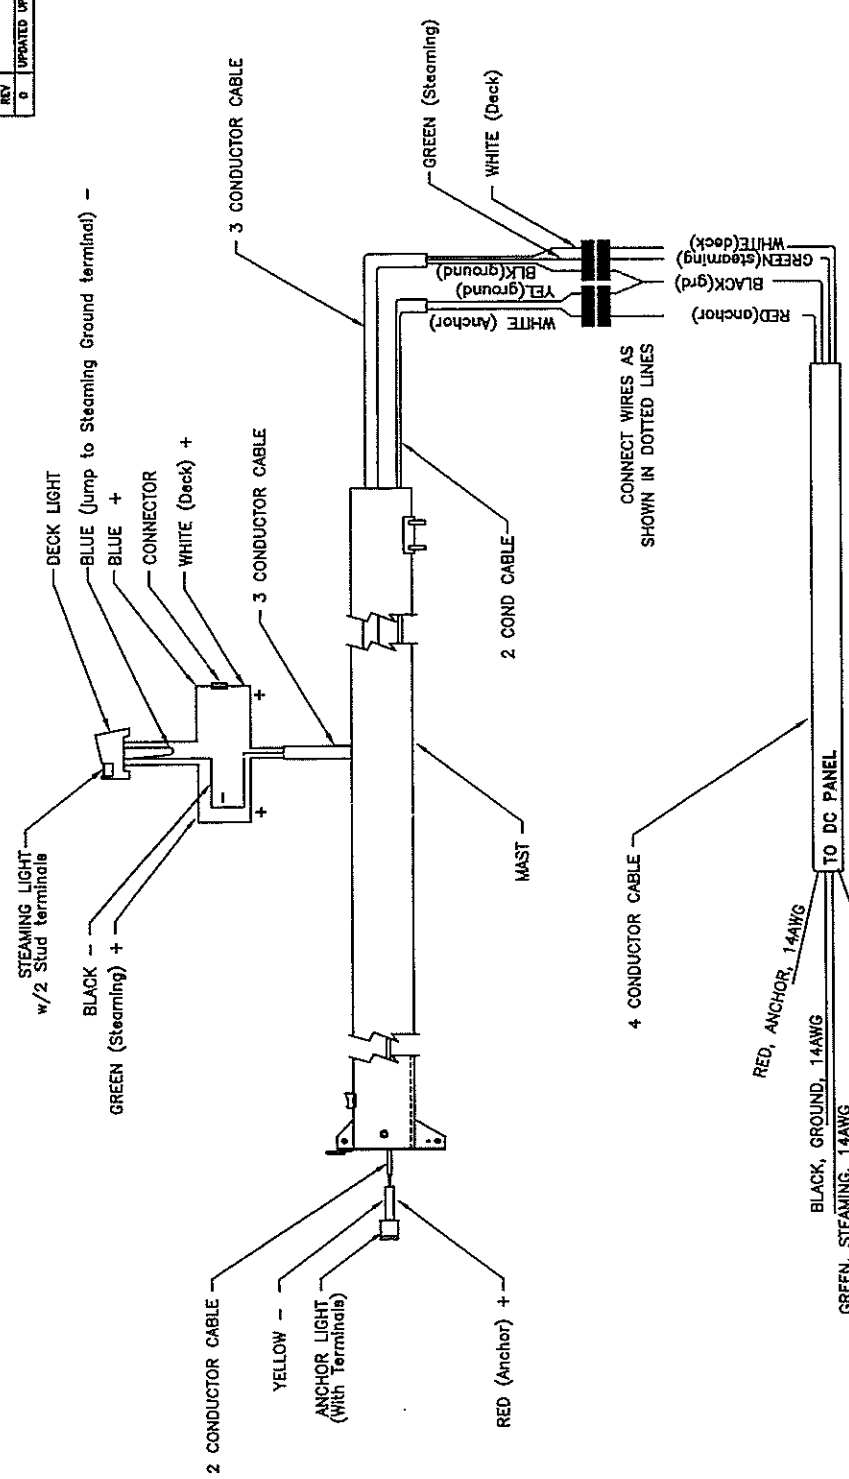 REV
0 UPDATED UP
DECK LIGHT
BLUE (jump to Steaming Ground terminal) -
BLUE +
CONNECTOR
WHITE (Deck) +
3 CONDUCTOR CABLE
3 CONDUCTOR CABLE
STEAMING LIGHT
w/2 Stud terminals
BLACK -
GREEN (Steaming) +
-
+
+
GREEN (Steaming)
WHITE (Deck)
BLK(ground)
YEL(ground)
WHITE (Anchor)
WHITE(deck)
GREEN(steaming)
BLACK(grd)
RED(anchor)
CONNECT WIRES AS
SHOWN IN DOTTED LINES
2 COND CABLE
MAST
2 CONDUCTOR CABLE
YELLOW -
ANCHOR LIGHT
(With Terminals)
RED (Anchor) +
4 CONDUCTOR CABLE
TO DC PANEL
RED, ANCHOR, 14AWG
BLACK, GROUND, 14AWG
GREEN, STEAMING, 14AWG